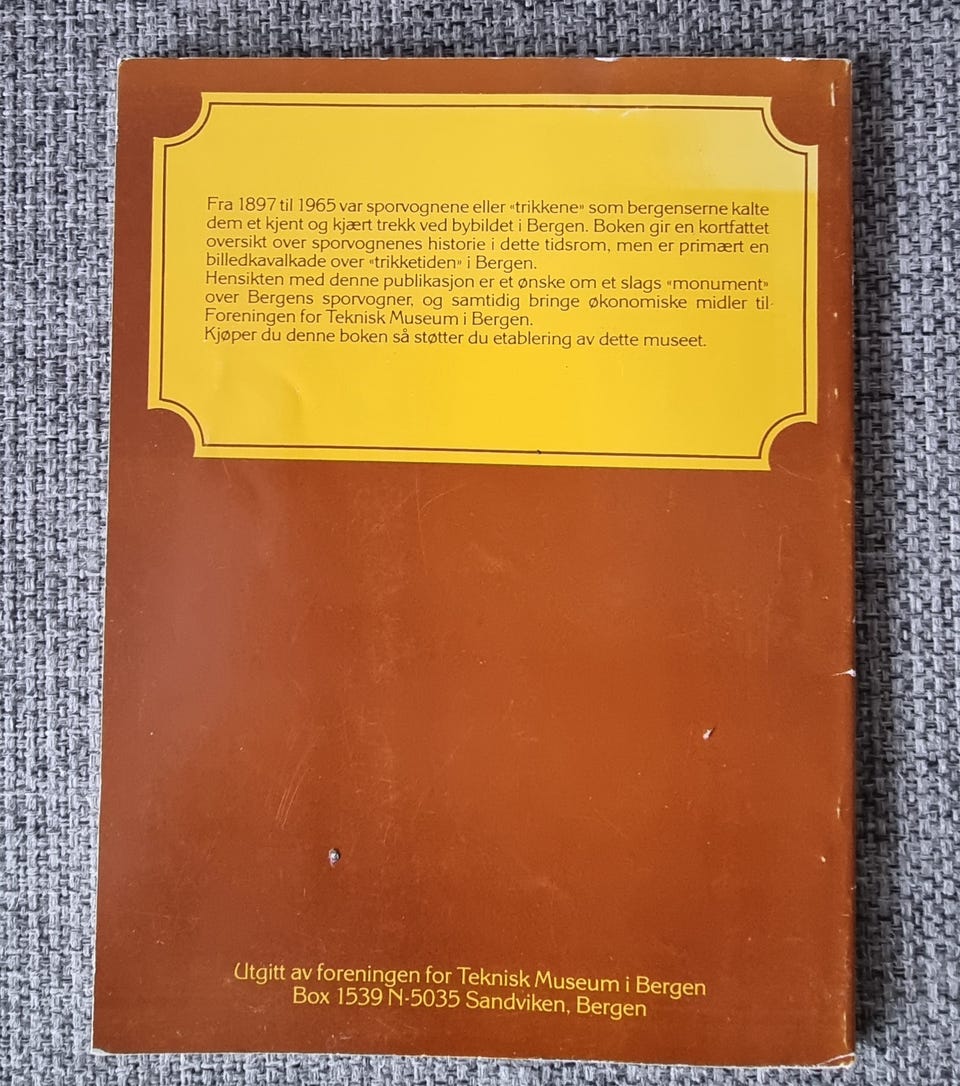 Fra 1897 til 1965 var sporvognene eller «trikkene» som bergenserne kalte
dem et kjent og kjært trekk ved bybildet i Bergen. Boken gir en kortfattet
oversikt over sporvognenes historie i dette tidsrom, men er primært en
billedkavalkade over «trikketiden» i Bergen.
Hensikten med denne publikasjon er et ønske om et slags «monument»
over Bergens sporvogner, og samtidig bringe økonomiske midler til
Foreningen for Teknisk Museum i Bergen.
Kjøper du denne boken så støtter du etablering av dette museet.
Utgitt av foreningen for Teknisk Museum i Bergen
Box 1539 N-5035 Sandviken, Bergen